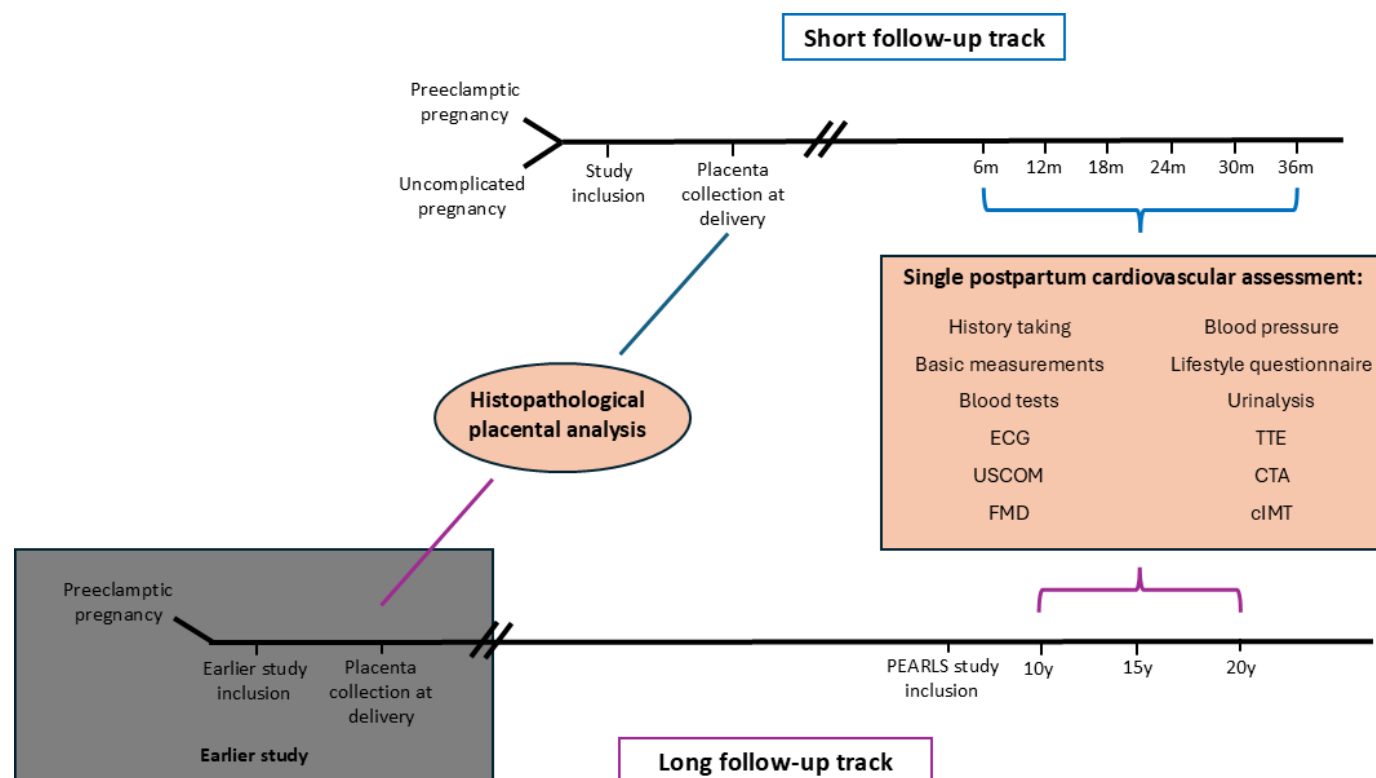 Short follow-up track
Preeclamptic
pregnancy
Uncomplicated
pregnancy
Study
inclusion
Placenta
collection at
delivery
6m 12m 18m 24m 30m 36m
Single postpartum cardiovascular assessment:
History taking Blood pressure
Basic measurements Lifestyle questionnaire
Blood tests Urinalysis
ECG TTE
USCOM CTA
FMD cIMT
Histopathological
placental analysis
Preeclamptic
pregnancy
Earlier study
inclusion
Placenta
collection at
delivery
Earlier study
PEARLS study
inclusion
10y 15y 20y
Long follow-up track